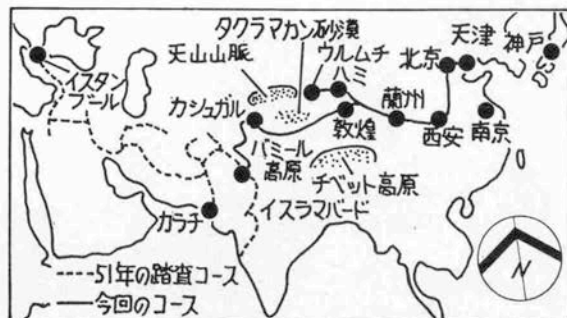 タクラマカン砂漠
天山山脈
ウルムチ
ハミ
北京
天津
神戸
イスタン
ブール
カシュガル
敦煌
蘭州
西安
南京
パミール
高原
チベット高原
イスラマバード
カラチ
51年の踏査コース
今回のコース
N